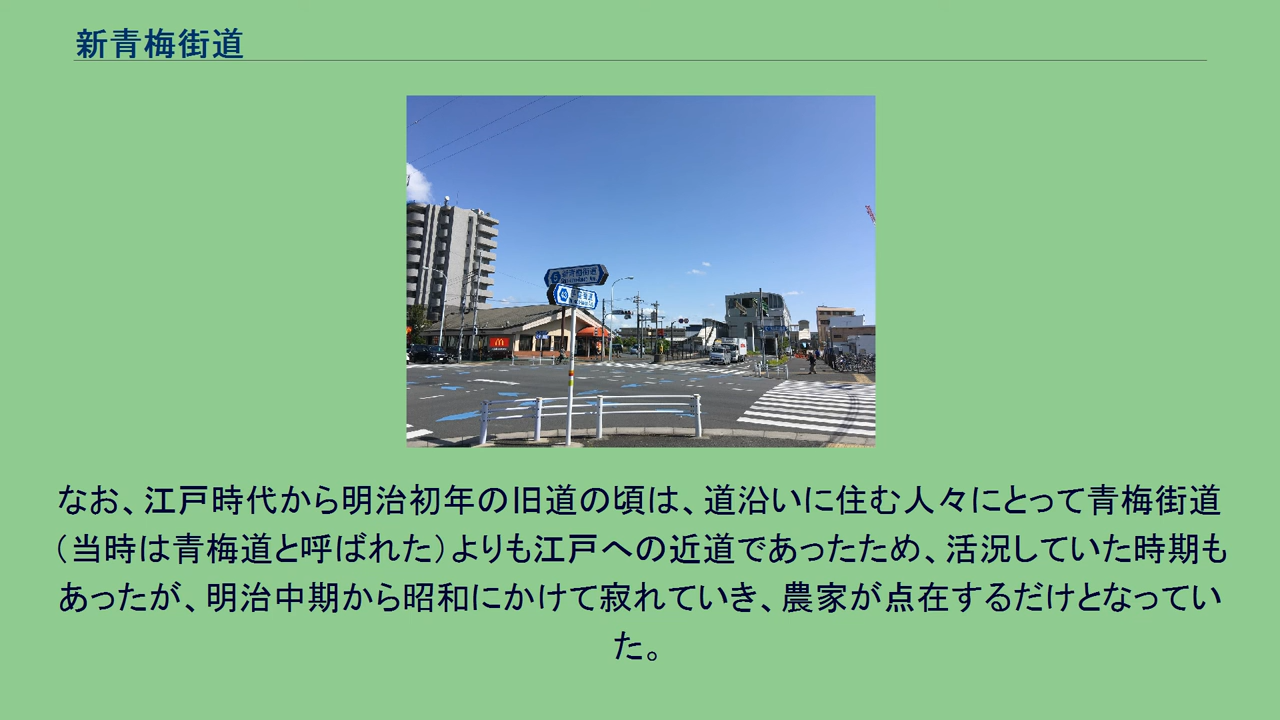 新青梅街道
新青梅街道
なお、江戸時代から明治初年の旧道の頃は、道沿いに住む人々にとって青梅街道
（当時は青梅道と呼ばれた）よりも江戸への近道であったため、活況していた時期も
あったが、明治中期から昭和にかけて寂れていき、農家が点在するだけとなってい
た。